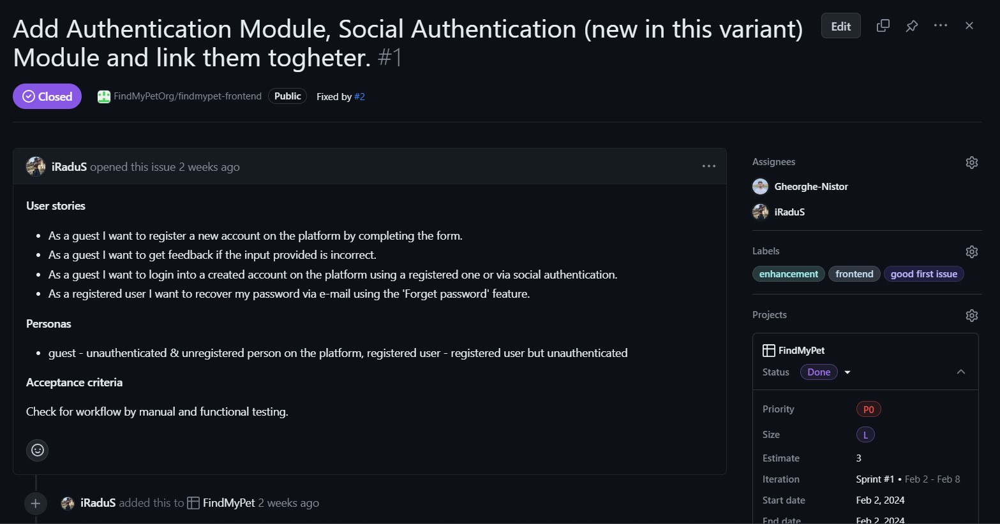 Add Authentication Module, Social Authentication (new in this variant)
Module and link them togheter. #1
Edit
Closed
FindMyPetOrg/findmypet-frontend
Public
Fixed by #2
iRaduS opened this issue 2 weeks ago
User stories
• As a guest I want to register a new account on the platform by completing the form.
• As a guest I want to get feedback if the input provided is incorrect.
• As a guest I want to login into a created account on the platform using a registered one or via social authentication.
• As a registered user I want to recover my password via e-mail using the 'Forget password' feature.
Personas
• guest - unauthenticated & unregistered person on the platform, registered user - registered user but unauthenticated
Acceptance criteria
Check for workflow by manual and functional testing.
iRaduS added this to FindMyPet 2 weeks ago
Assignees
Gheorghe-Nistor
iRaduS
Labels
enhancement frontend good first issue
Projects
FindMyPet
Status Done
Priority P0
Size L
Estimate 3
Iteration Sprint #1 • Feb 2 - Feb 8
Start date Feb 2, 2024
End date Feb 2, 2024